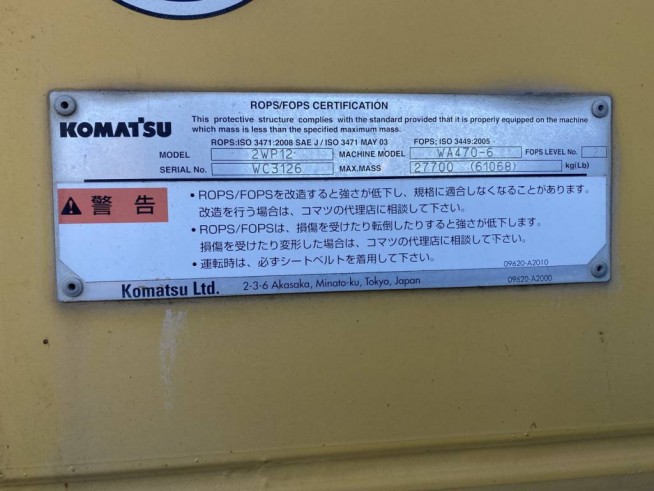 ROPS/FOPS CERTIFICATION
KOMATSU
This protective structure complies with the standard provided that it is properly equipped on the machine
which mass is less than the specified maximum mass.
ROPS:ISO 3471:2008 SAE J / ISO 3471 MAY 03 FOPS; ISO 3449:2005
MODEL 2WP12 MACHINE MODEL WA470-6 FOPS LEVEL No. 2
SERIAL No. WC3126 MAX.MASS 27700 (61068) kg(Lb)
警告
・ROPS/FOPSを改造すると強さが低下し、規格に適合しなくなることがあります。
改造を行う場合は、コマツの代理店に相談して下さい。
・ROPS/FOPSは、損傷を受けたり転倒したりすると強さが低下します。
損傷を受けたり変形した場合は、コマツの代理店に相談して下さい。
・運転時は、必ずシートベルトを着用して下さい。
09620-A2010
Komatsu Ltd. 2-3-6 Akasaka, Minato-ku, Tokyo, Japan 09620-A2000